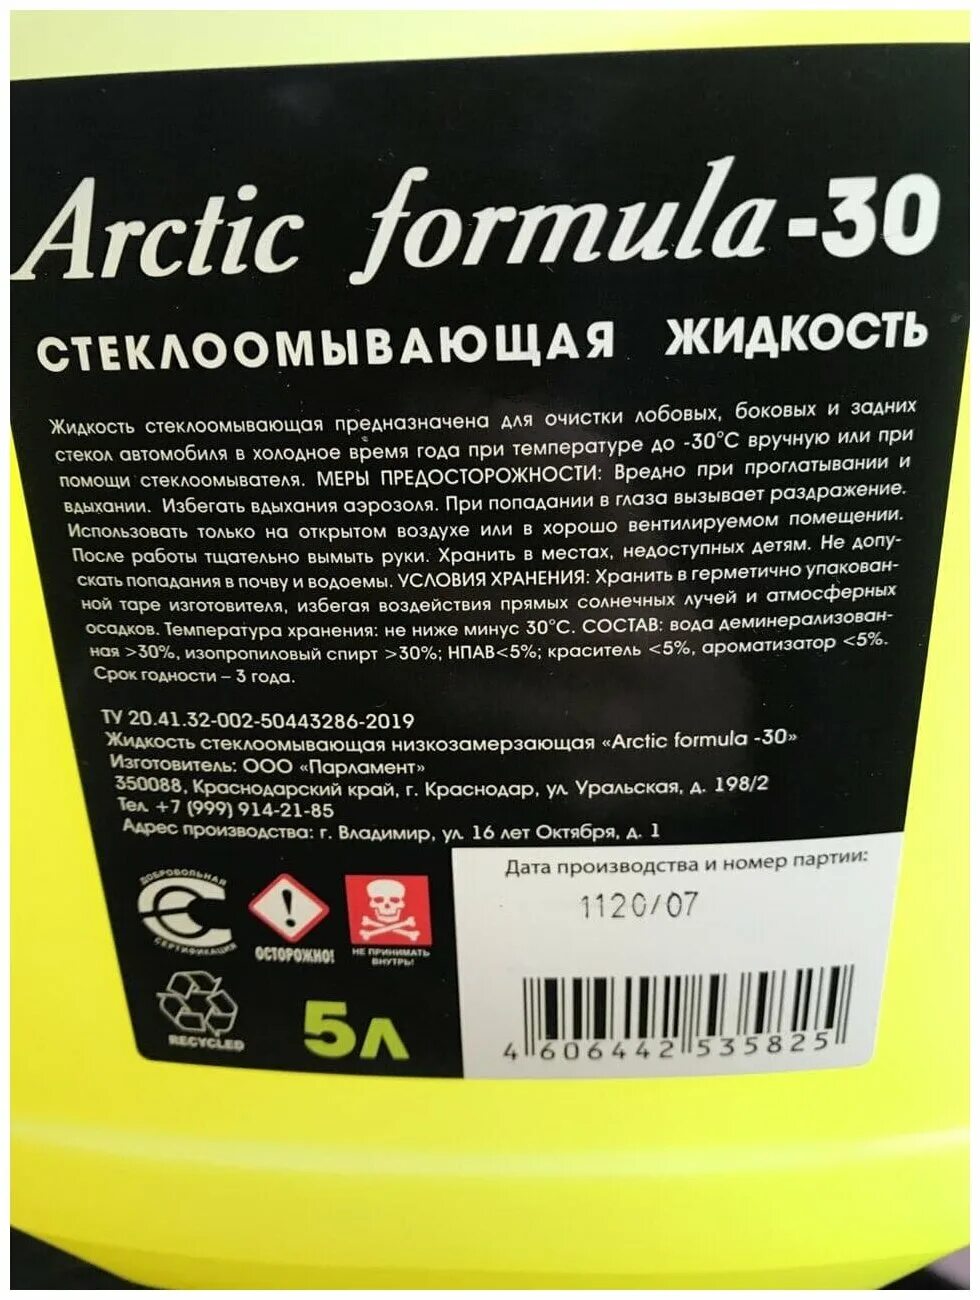 Arctic formula -30
СТЕКЛООМЫВАЮЩАЯ ЖИДКОСТЬ
Жидкость стеклоомывающая предназначена для очистки лобовых, боковых и задних
стекол автомобиля в холодное время года при температуре до -30°С вручную или при
помощи стеклоомывателя. МЕРЫ ПРЕДОСТОРОЖНОСТИ: Вредно при проглатывании и
вдыхании. Избегать вдыхания аэрозоля. При попадании в глаза вызывает раздражение.
Использовать только на открытом воздухе или в хорошо вентилируемом помещении.
После работы тщательно вымыть руки. Хранить в местах, недоступных детям. Не допу-
скать попадания в почву и водоемы. УСЛОВИЯ ХРАНЕНИЯ: Хранить в герметично упакован-
ной таре изготовителя, избегая воздействия прямых солнечных лучей и атмосферных
осадков. Температура хранения: не ниже минус 30°С. СОСТАВ: вода деминерализован-
ная >30%, изопропиловый спирт >30%; НПАВ<5%; краситель <5%, ароматизатор <5%.
Срок годности – 3 года.
ТУ 20.41.32-002-50443286-2019
Жидкость стеклоомывающая низкозамерзающая «Arctic formula -30»
Изготовитель: ООО «Парламент»
350088, Краснодарский край, г. Краснодар, ул. Уральская, д. 198/2
Тел. +7 (999) 914-21-85
Адрес производства: г. Владимир, ул. 16 лет Октября, д. 1
Дата производства и номер партии:
1120/07
ДОБРОВОЛЬНАЯ
СЕРТИФИКАЦИЯ
ОСТОРОЖНО!
НЕ ПРИНИМАТЬ
ВНУТРЬ!
RECYCLED
5л
4 606442 535825